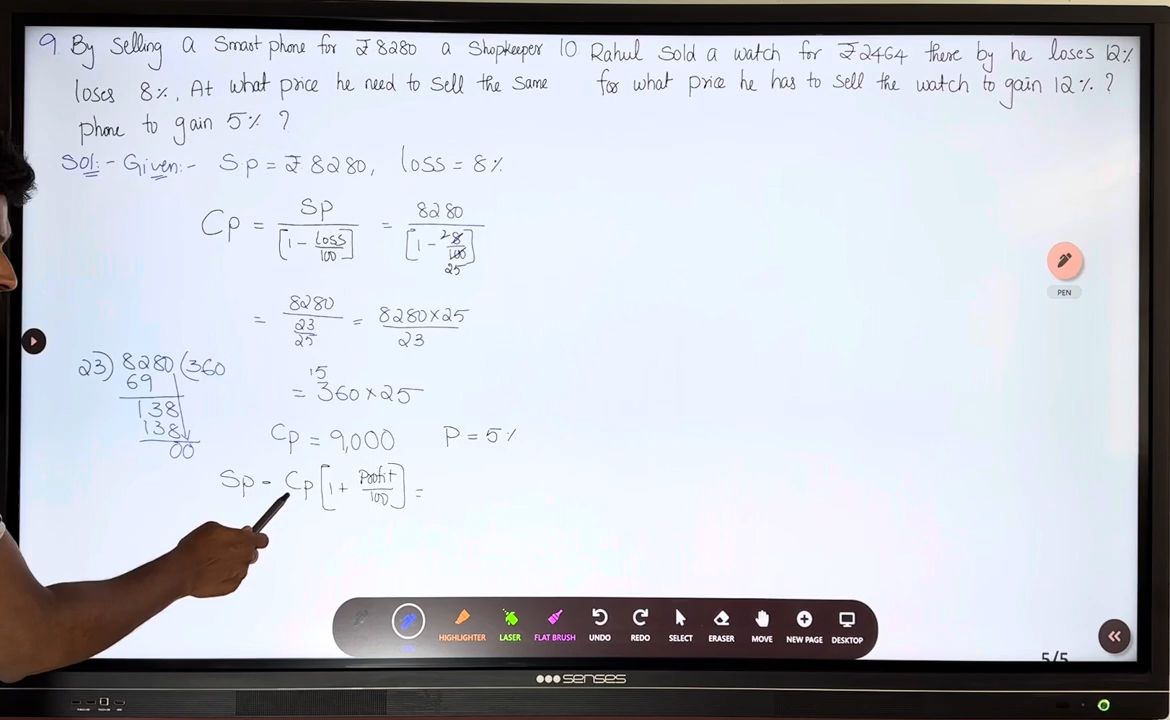 9 By Selling a Smart phone for ₹ 8280 a Shopkeeper
loses 8%. At what price he need to sell the same
phone to gain 5% ?
10 Rahul Sold a watch for ₹2464 there by he loses 12%
for what price he has to sell the watch to gain 12% ?
Sol:- Given:- S.p = ₹ 8280, loss = 8%
Cp = Sp / [1 - Loss/100] = 8280 / [1 - 2 8/100 25]
= 8280 / 23/25 = 8280×25 / 23
15
= 360×25
23) 8280 (360
69
138
138
00
Cp = 9,000 P = 5%
Sp = Cp [1 + Profit/100] =
PEN
HIGHLIGHTER LASER FLAT BRUSH UNDO REDO SELECT ERASER MOVE NEW PAGE DESKTOP
5/5
senses